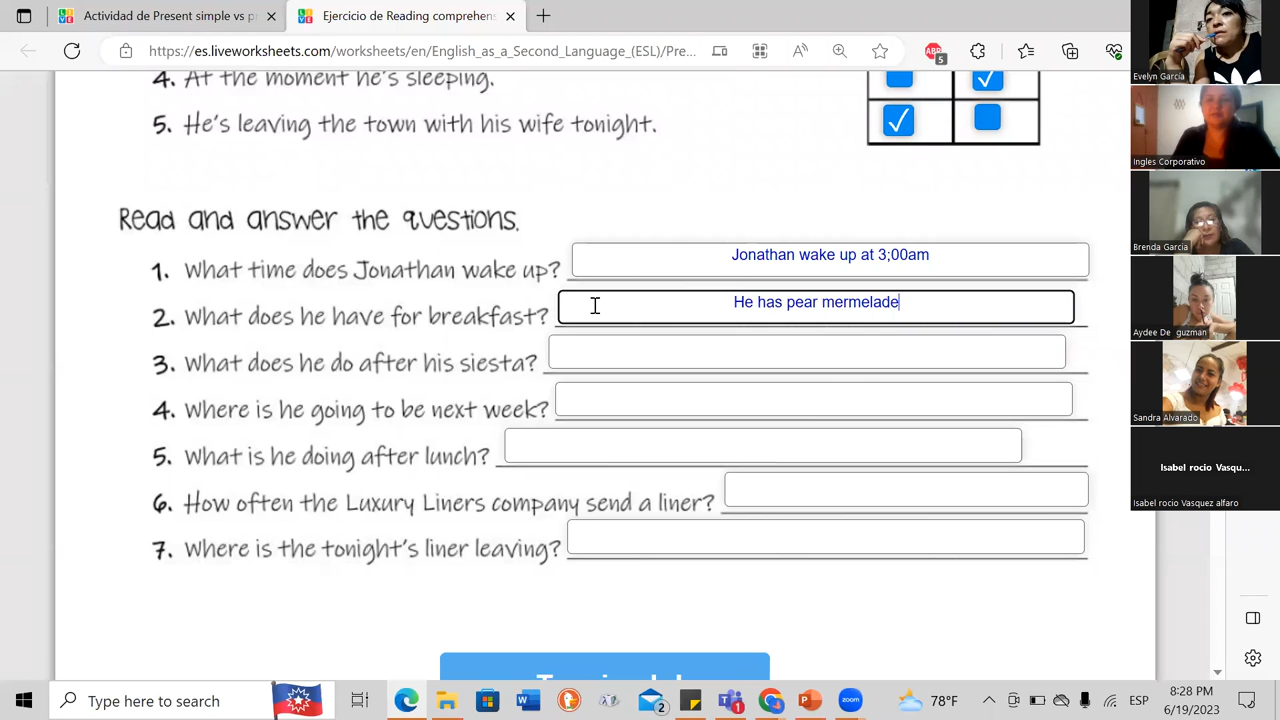 Actividad de Present simple vs p
Ejercicio de Reading comprehens
https://es.liveworksheets.com/worksheets/en/English_as_a_Second_Language_(ESL)/Pre...
ABP
5
4. At the moment he's sleeping.
5. He's leaving the town with his wife tonight.
Read and answer the questions.
1. What time does Jonathan wake up? Jonathan wake up at 3;00am
2. What does he have for breakfast? He has pear mermelade
3. What does he do after his siesta?
4. Where is he going to be next week?
5. What is he doing after lunch?
6. How often the Luxury Liners company send a liner?
7. Where is the tonight's liner leaving?
Evelyn García
Ingles Corporativo
Brenda Garcia
Aydee De guzman
Sandra Alvarado
Isabel rocio Vasqu...
Isabel rocio Vasquez alfaro
Type here to search
2
1
78°F
ESP
8:28 PM
6/19/2023